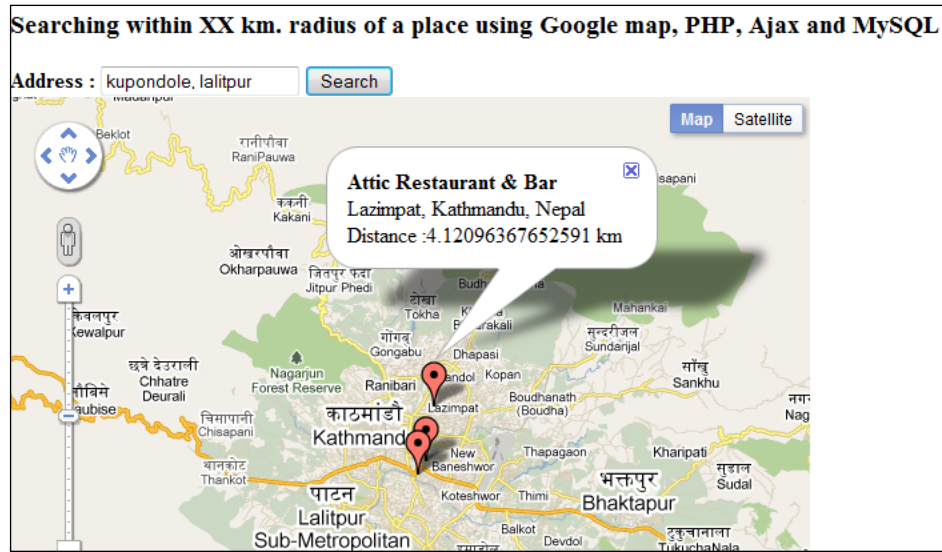 Searching within XX km. radius of a place using Google map, PHP, Ajax and MySQL
Address : kupondole, lalitpur Search
Map Satellite
Beklot
रानीपौवा
RaniPauwa
Attic Restaurant & Bar
Lazimpat, Kathmandu, Nepal
Distance :4.12096367652591 km
ककनी
Kakani
ओखरपौवा
Okharpauwa
जितपुर फेदी
Jitpur Phedi
टोखा
Tokha
Mahankal
गोंगबु
Gongabu
Dhapasi
सुन्दरीजल
Sundarijal
छत्रे देउराली
Chhatre
Deurali
Nagarjun
Forest Reserve
Ranibari
Kopan
साँखु
Sankhu
Boudhanath
(Boudha)
काठमांडौ
Lazimpat
चिसापानी
Chisapani
New
Baneshwor
Thapagaon
Kharipati
थानकोट
Thankot
भक्तपुर
Bhaktapur
सुडाल
Sudal
पाटन
Lalitpur
Sub-Metropolitan
Koteshwor
Thimi
Balkot
Devdol
टुकुचानाला
TukuchaNala